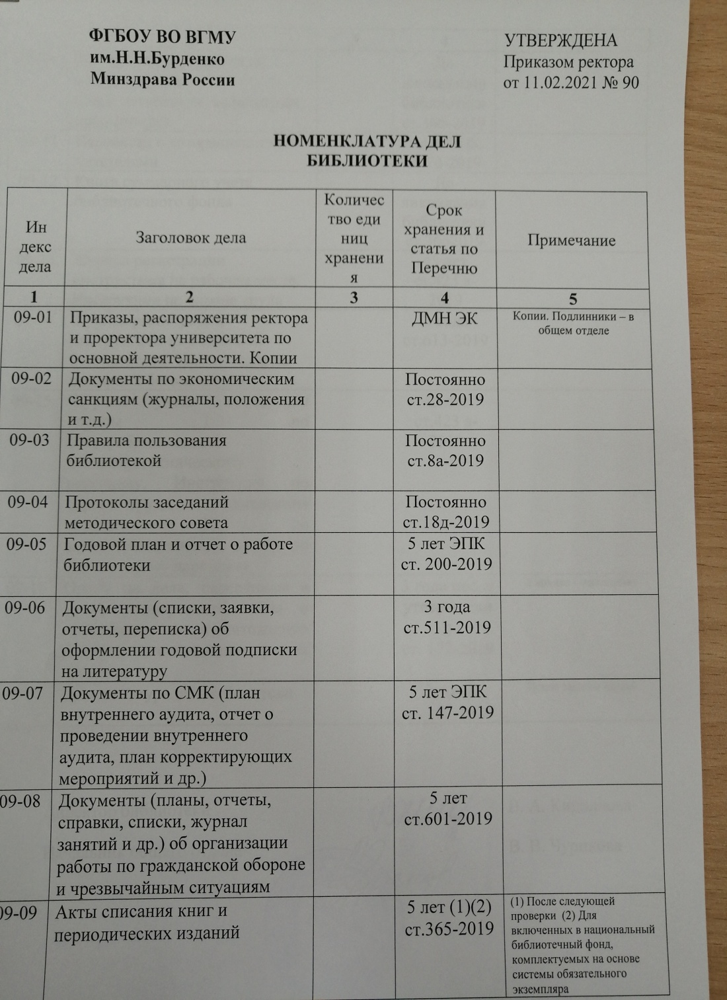 ФГБОУ ВО ВГМУ
им.Н.Н.Бурденко
Минздрава России
УТВЕРЖДЕНА
Приказом ректора
от 11.02.2021 № 90
НОМЕНКЛАТУРА ДЕЛ
БИБЛИОТЕКИ
Ин
декс
дела
Заголовок дела
Количес
тво еди
ниц
хранени
я
Срок
хранения и
статья по
Перечню
Примечание
1
2
3
4
5
09-01
Приказы, распоряжения ректора
и проректора университета по
основной деятельности. Копии
ДМН ЭК
Копии. Подлинники – в
общем отделе
09-02
Документы по экономическим
санкциям (журналы, положения
и т.д.)
Постоянно
ст.28-2019
09-03
Правила пользования
библиотекой
Постоянно
ст.8а-2019
09-04
Протоколы заседаний
методического совета
Постоянно
ст.18д-2019
09-05
Годовой план и отчет о работе
библиотеки
5 лет ЭПК
ст. 200-2019
09-06
Документы (списки, заявки,
отчеты, переписка) об
оформлении годовой подписки
на литературу
3 года
ст.511-2019
09-07
Документы по СМК (план
внутреннего аудита, отчет о
проведении внутреннего
аудита, план корректирующих
мероприятий и др.)
5 лет ЭПК
ст. 147-2019
09-08
Документы (планы, отчеты,
справки, списки, журнал
занятий и др.) об организации
работы по гражданской обороне
и чрезвычайным ситуациям
5 лет
ст.601-2019
09-09
Акты списания книг и
периодических изданий
5 лет (1)(2)
ст.365-2019
(1) После следующей
проверки (2) Для
включенных в национальный
библиотечный фонд,
комплектуемых на основе
системы обязательного
экземпляра